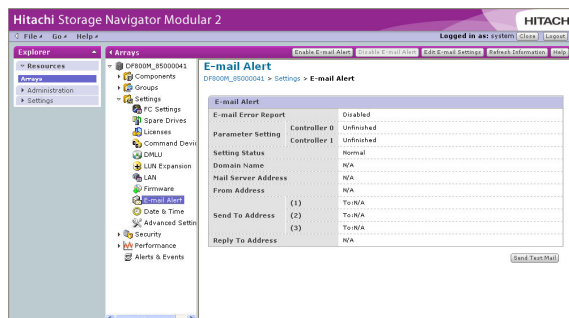 Hitachi Storage Navigator Modular 2
HITACH
File Go Help
Logged in as: system Close Logout
Explorer
Resources
Arrays
Administration
Settings
Arrays
Enable E-mail Alert Disable E-mail Alert Edit E-mail Settings Refresh Information Help
DF800M_85000041
Components
Groups
Settings
FC Settings
Spare Drives
Licenses
Command Devic
DMLU
LUN Expansion
LAN
Firmware
E-mail Alert
Date & Time
Advanced Settin
Security
Performance
Alerts & Events
E-mail Alert
DF800M_85000041 > Settings > E-mail Alert
E-mail Alert
E-mail Error Report Disabled
Parameter Setting Controller 0 Unfinished
Controller 1 Unfinished
Setting Status Normal
Domain Name N/A
Mail Server Address N/A
From Address N/A
Send To Address (1) To:N/A
(2) To:N/A
(3) To:N/A
Reply To Address N/A
Send Test Mail